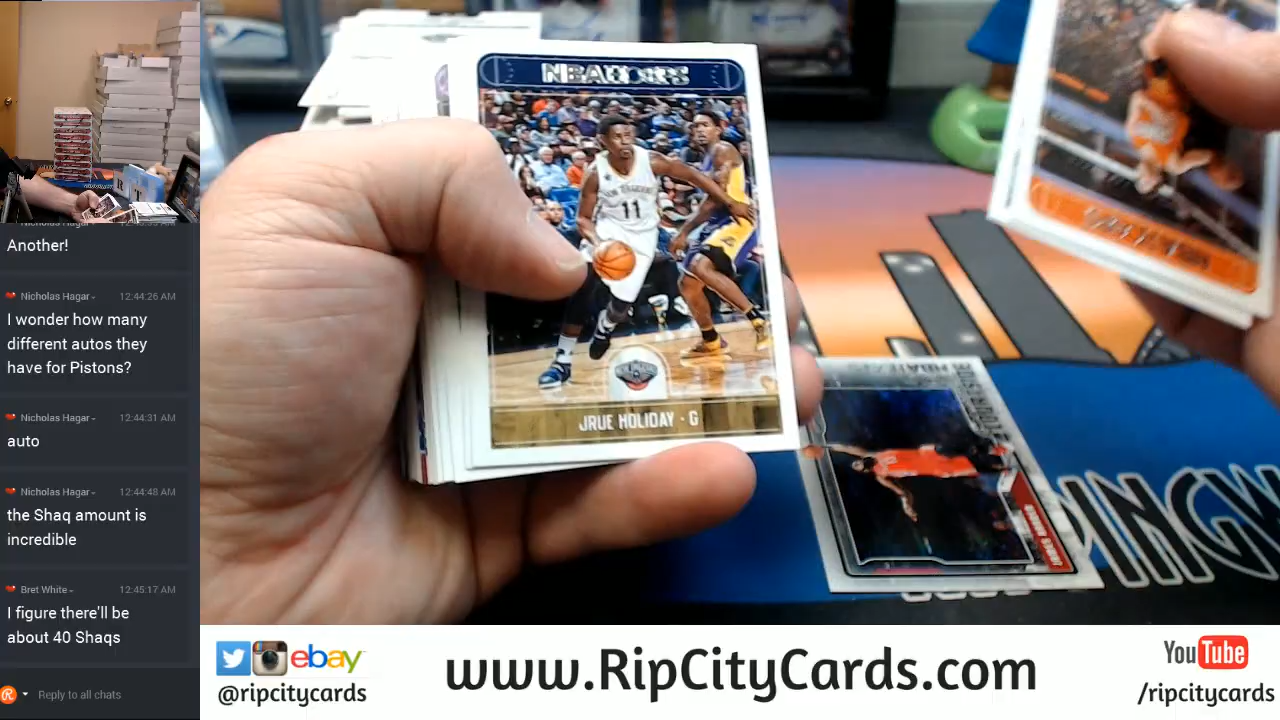 Nicholas Hagar
Another!
Nicholas Hagar 12:44:26 AM
I wonder how many
different autos they
have for Pistons?
Nicholas Hagar 12:44:31 AM
auto
Nicholas Hagar 12:44:48 AM
the Shaq amount is
incredible
Bret White 12:45:17 AM
I figure there'll be
about 40 Shaqs
Reply to all chats
NBA HOOPS
11
JRUE HOLIDAY · G
PINGW
ebay
@ripcitycards
www.RipCityCards.com
YouTube
/ripcitycards